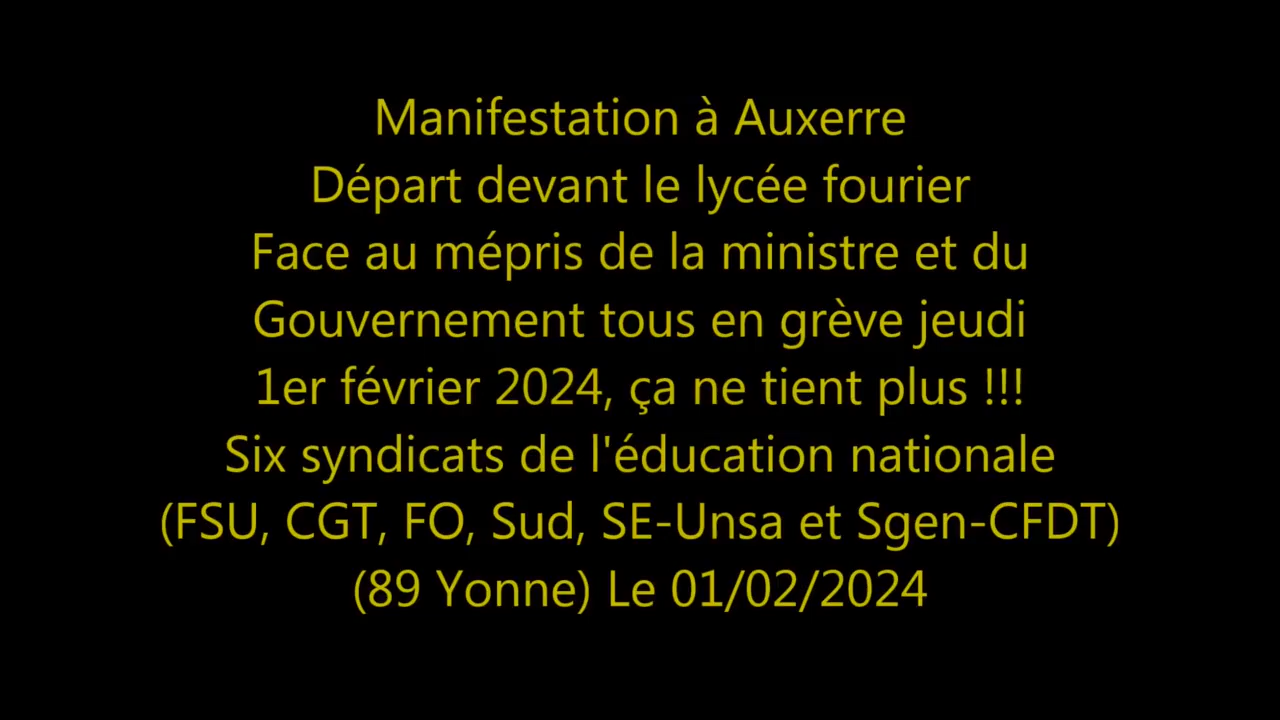 Manifestation à Auxerre
Départ devant le lycée fourier
Face au mépris de la ministre et du
Gouvernement tous en grève jeudi
1er février 2024, ça ne tient plus !!!
Six syndicats de l'éducation nationale
(FSU, CGT, FO, Sud, SE-Unsa et Sgen-CFDT)
(89 Yonne) Le 01/02/2024